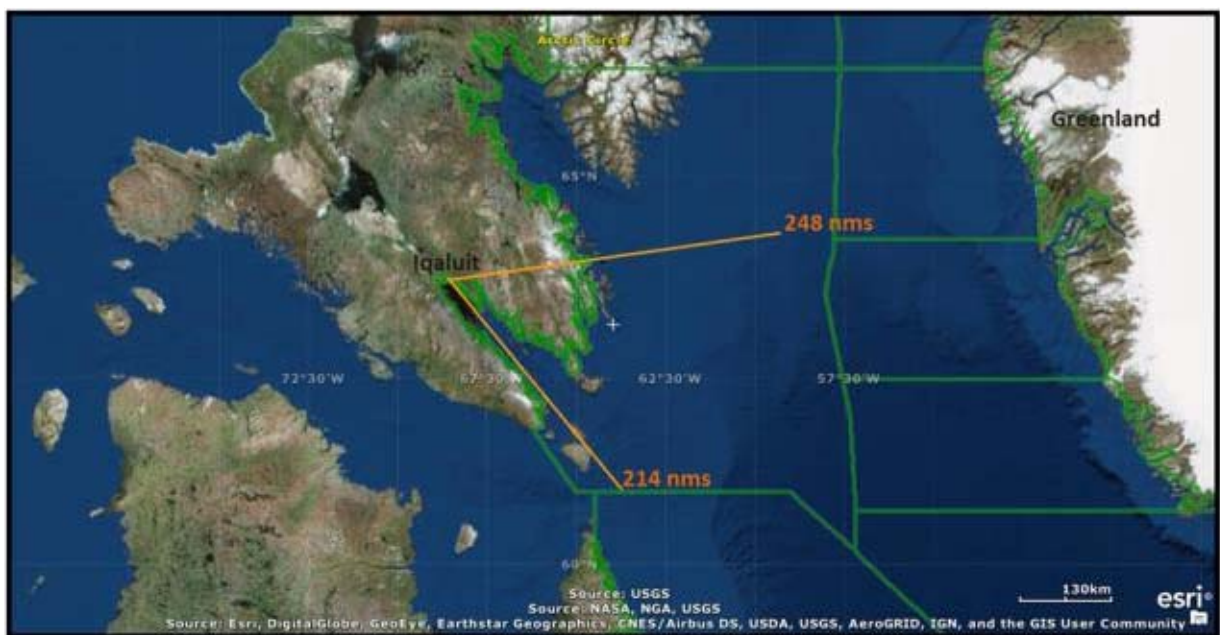 Arctic Circle
Greenland
65°N
248 nms
Iqaluit
72°30'W
67°30'W
62°30'W
57°30'W
214 nms
60°N
130km
esri
Source: USGS
Source: NASA, NGA, USGS
Source: Esri, DigitalGlobe, GeoEye, Earthstar Geographics, CNES/Airbus DS, USDA, USGS, AeroGRID, IGN, and the GIS User Community